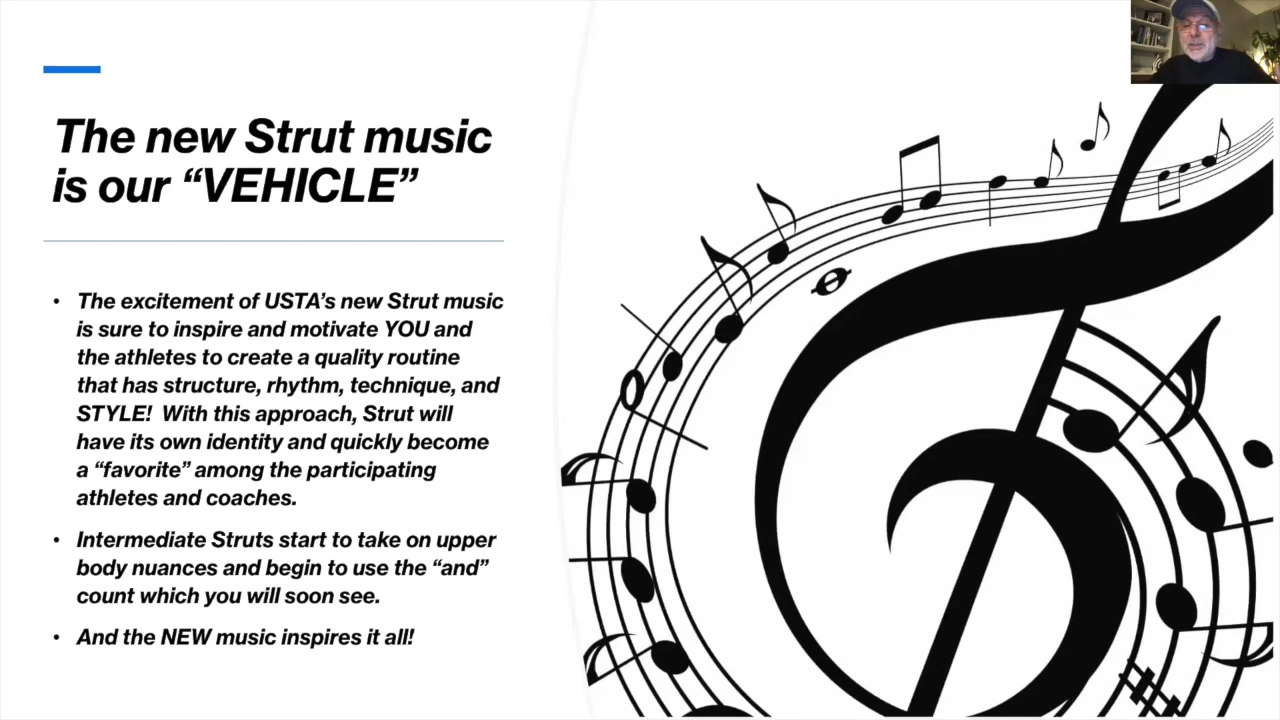 The new Strut music
is our “VEHICLE”
• The excitement of USTA’s new Strut music
is sure to inspire and motivate YOU and
the athletes to create a quality routine
that has structure, rhythm, technique, and
STYLE!  With this approach, Strut will
have its own identity and quickly become
a “favorite” among the participating
athletes and coaches.
• Intermediate Struts start to take on upper
body nuances and begin to use the “and”
count which you will soon see.
• And the NEW music inspires it all!